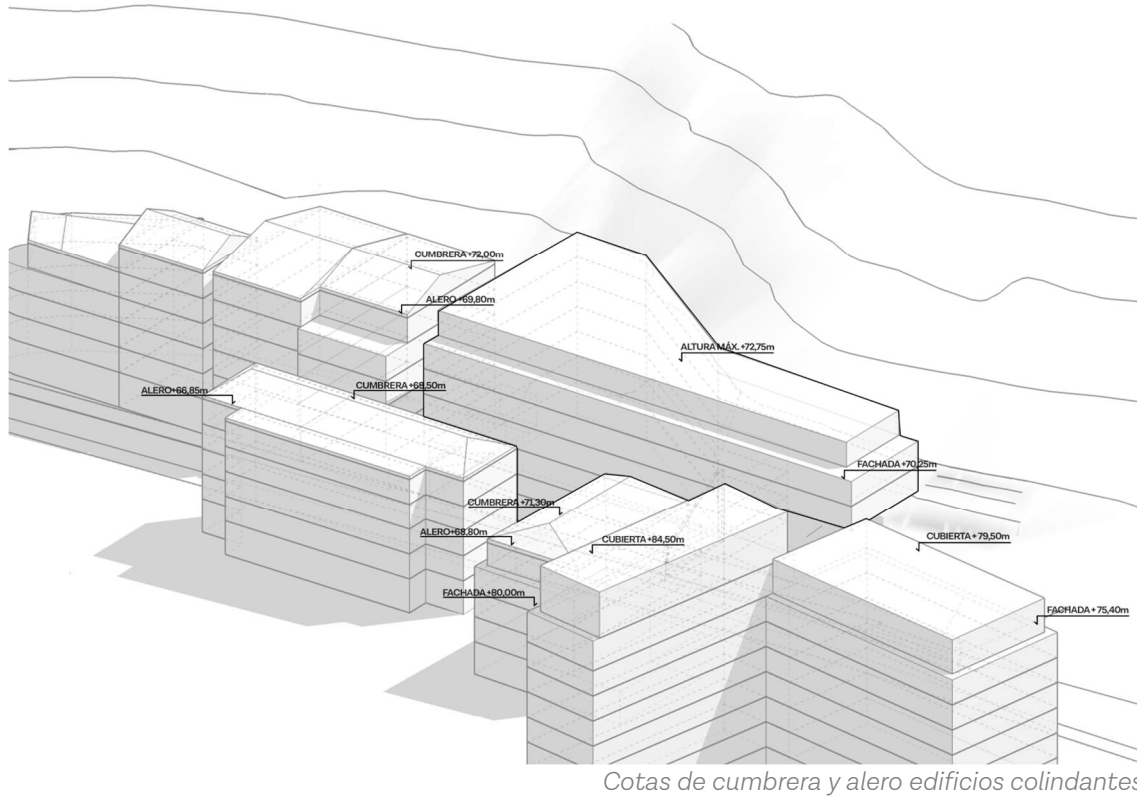 CUMBRERA +72,00m
ALERO +69,80m
ALTURA MÁX. +72,75m
CUMBRERA +68,50m
ALERO+66,85m
FACHADA +70,25m
CUMBRERA +71,30m
ALERO+68,80m
CUBIERTA +84,50m
CUBIERTA + 79,50m
FACHADA +80,00m
FACHADA + 75,40m
Cotas de cumbrera y alero edificios colindantes